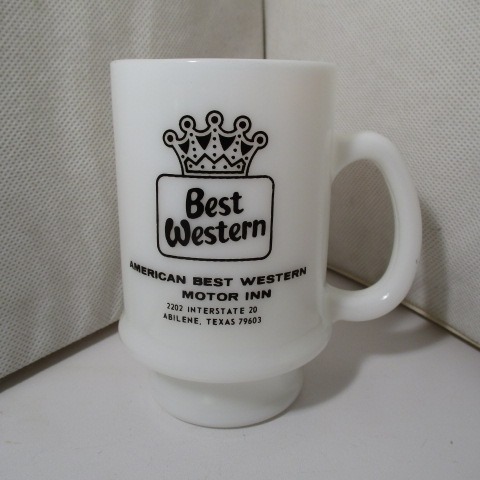 Best
Western
AMERICAN BEST WESTERN
MOTOR INN
2202 INTERSTATE 20
ABILENE, TEXAS 79603